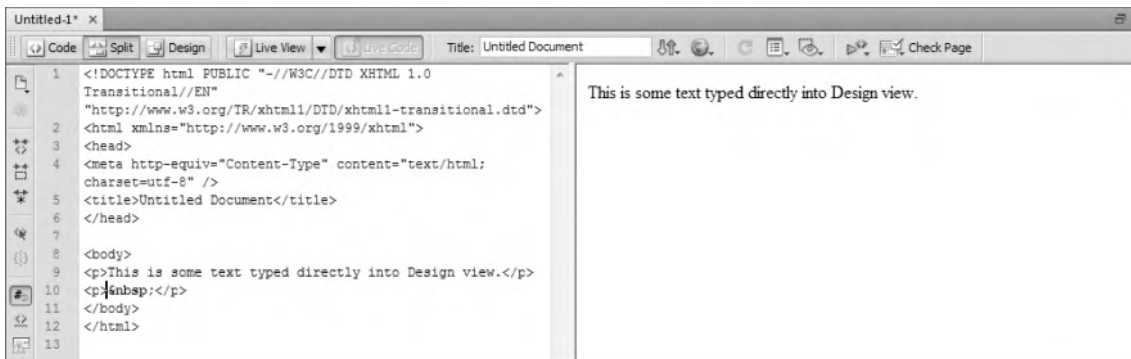 Untitled-1* ×
Code Split Design Live View Live Code Title: Untitled Document Check Page
1 <!DOCTYPE html PUBLIC "-//W3C//DTD XHTML 1.0
Transitional//EN"
"http://www.w3.org/TR/xhtml1/DTD/xhtml1-transitional.dtd">
2 <html xmlns="http://www.w3.org/1999/xhtml">
3 <head>
4 <meta http-equiv="Content-Type" content="text/html;
charset=utf-8" />
5 <title>Untitled Document</title>
6 </head>
7
8 <body>
9 <p>This is some text typed directly into Design view.</p>
10 <p>&nbsp;</p>
11 </body>
12 </html>
13
This is some text typed directly into Design view.